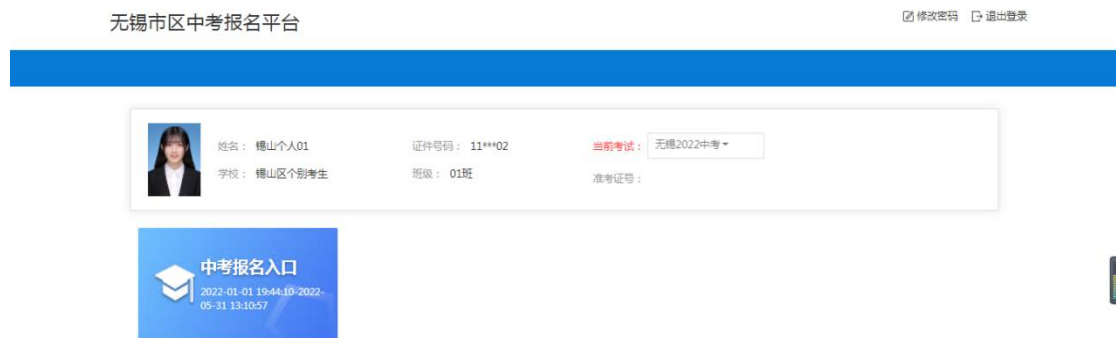 无锡市区中考报名平台
修改密码 退出登录
姓名： 锡山个人01 证件号码： 11***02 当前考试： 无锡2022中考
学校： 锡山区个别考生 班级： 01班 准考证号：
中考报名入口
2022-01-01 19:44:10-2022-
05-31 13:10:57